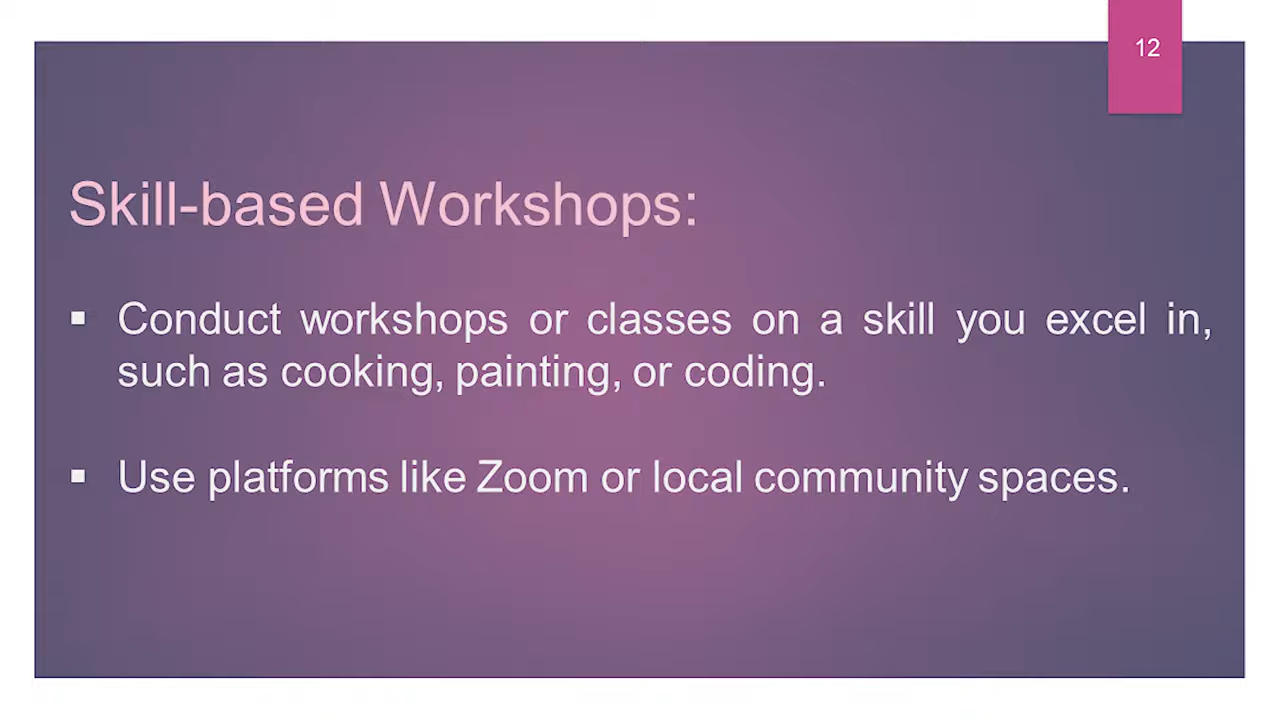 12
Skill-based Workshops:
▪ Conduct workshops or classes on a skill you excel in,
such as cooking, painting, or coding.
▪ Use platforms like Zoom or local community spaces.